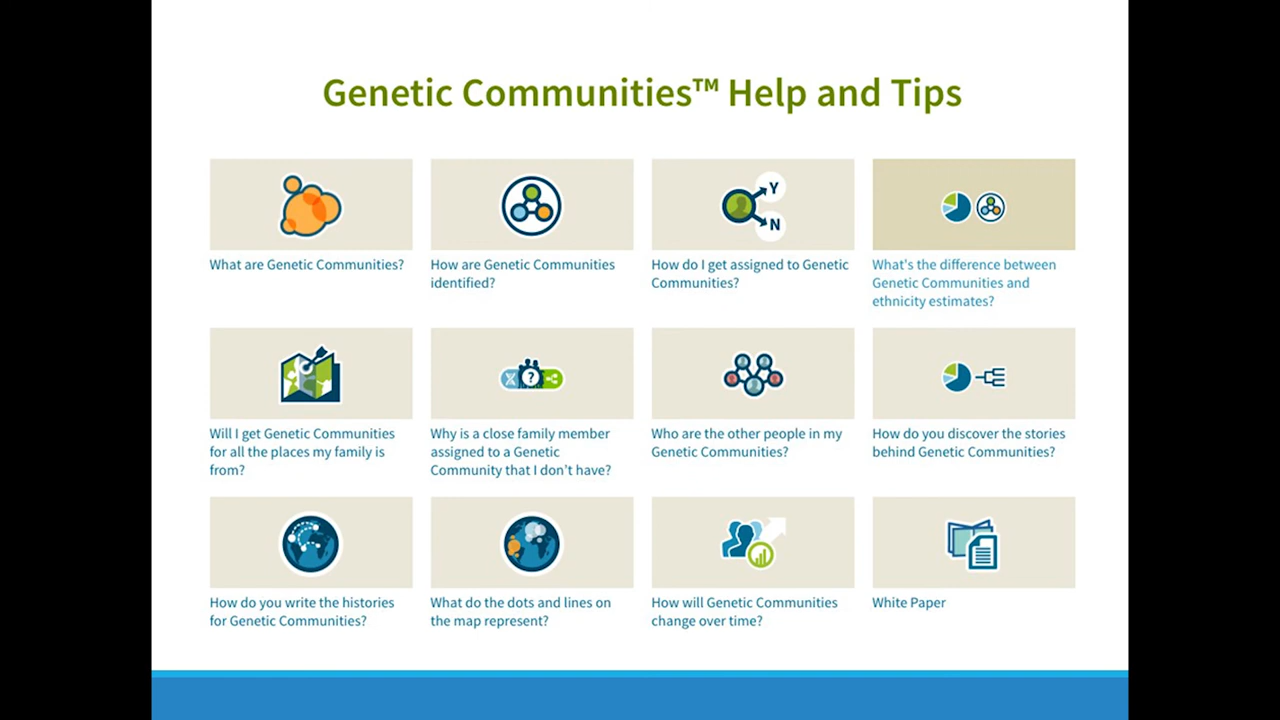 Genetic Communities™ Help and Tips
Y
N
What are Genetic Communities?
How are Genetic Communities
identified?
How do I get assigned to Genetic
Communities?
What's the difference between
Genetic Communities and
ethnicity estimates?
?
Will I get Genetic Communities
for all the places my family is
from?
Why is a close family member
assigned to a Genetic
Community that I don’t have?
Who are the other people in my
Genetic Communities?
How do you discover the stories
behind Genetic Communities?
How do you write the histories
for Genetic Communities?
What do the dots and lines on
the map represent?
How will Genetic Communities
change over time?
White Paper